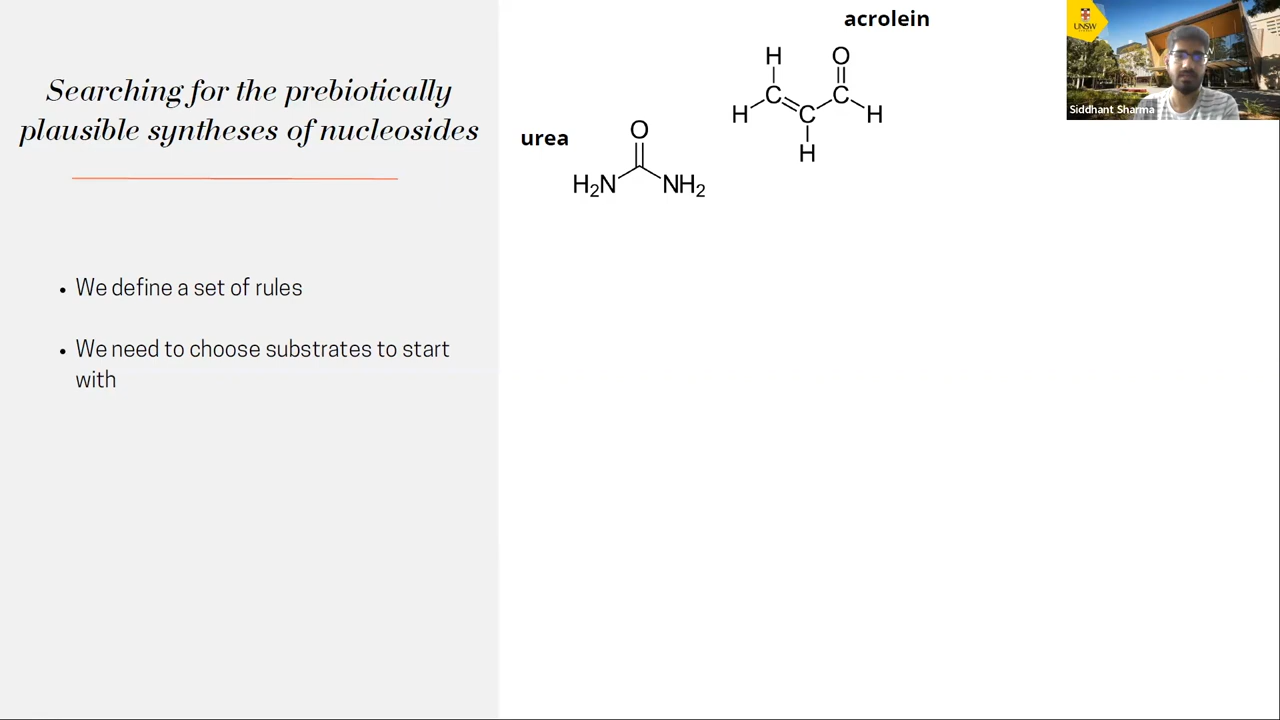 Searching for the prebiotically
plausible syntheses of nucleosides
• We define a set of rules
• We need to choose substrates to start
with
urea
O
H₂N
NH₂
acrolein
H
O
H
C
C
C
H
H
UNSW
Siddhant Sharma